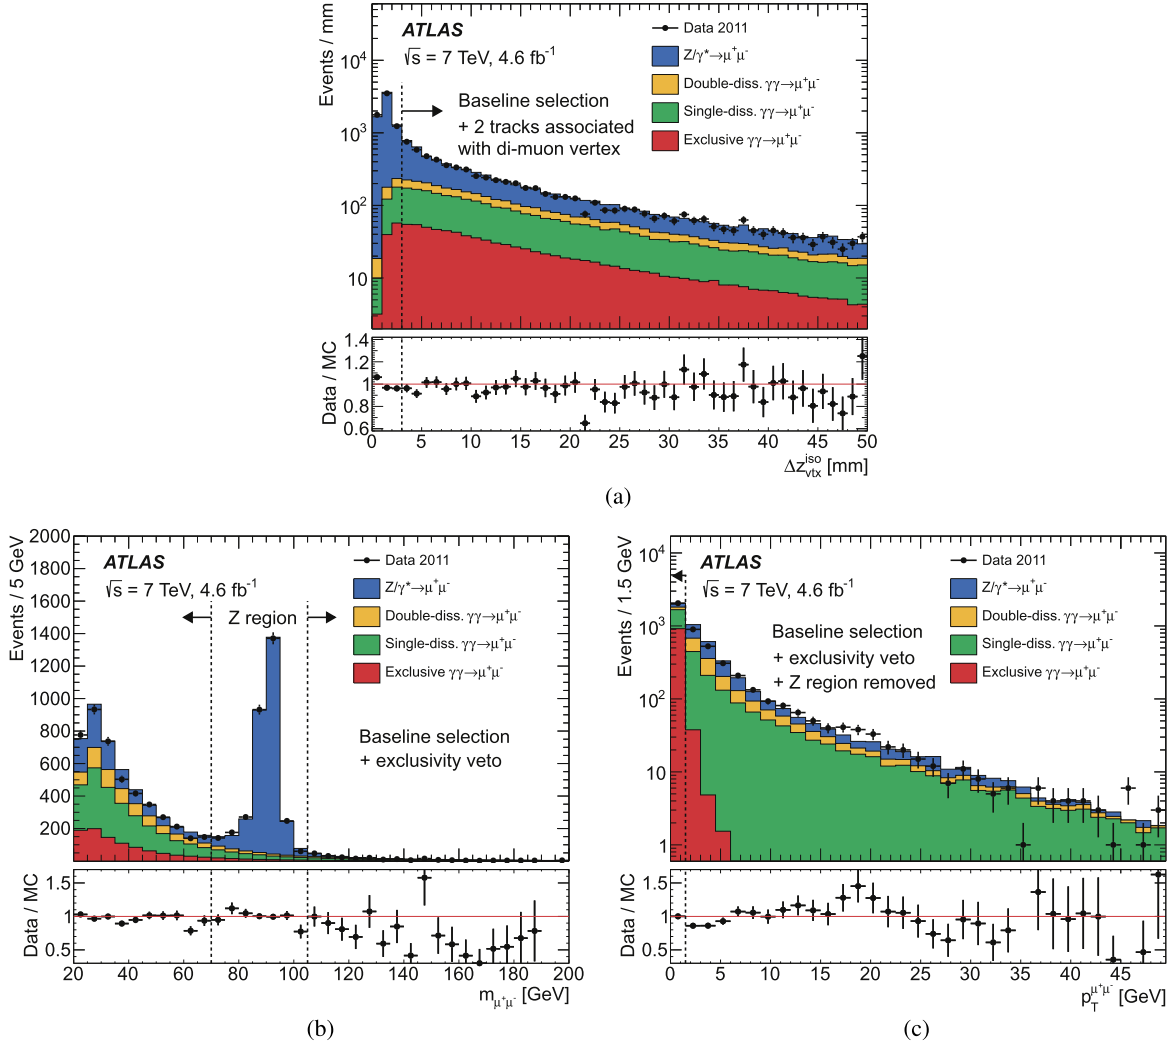 Events / mm
10⁴
10³
10²
10
ATLAS
√s = 7 TeV, 4.6 fb⁻¹
Baseline selection
+ 2 tracks associated
with di-muon vertex
Data 2011
Z/γ*→μ⁺μ⁻
Double-diss. γγ→μ⁺μ⁻
Single-diss. γγ→μ⁺μ⁻
Exclusive γγ→μ⁺μ⁻
Data / MC
1.4
1.2
1
0.8
0.6
0 5 10 15 20 25 30 35 40 45 50
Δz_vtx^iso [mm]
(a)
Events / 5 GeV
2000
1800
1600
1400
1200
1000
800
600
400
200
ATLAS
√s = 7 TeV, 4.6 fb⁻¹
Z region
Data 2011
Z/γ*→μ⁺μ⁻
Double-diss. γγ→μ⁺μ⁻
Single-diss. γγ→μ⁺μ⁻
Exclusive γγ→μ⁺μ⁻
Baseline selection
+ exclusivity veto
Data / MC
1
0.5
20 40 60 80 100 120 140 160 180 200
m_μ⁺μ⁻ [GeV]
(b)
Events / 1.5 GeV
10⁴
10³
10²
10
1
ATLAS
√s = 7 TeV, 4.6 fb⁻¹
Baseline selection
+ exclusivity veto
+ Z region removed
Data 2011
Z/γ*→μ⁺μ⁻
Double-diss. γγ→μ⁺μ⁻
Single-diss. γγ→μ⁺μ⁻
Exclusive γγ→μ⁺μ⁻
Data / MC
1.5
1
0.5
0 5 10 15 20 25 30 35 40 45
p_T^μ⁺μ⁻ [GeV]
(c)